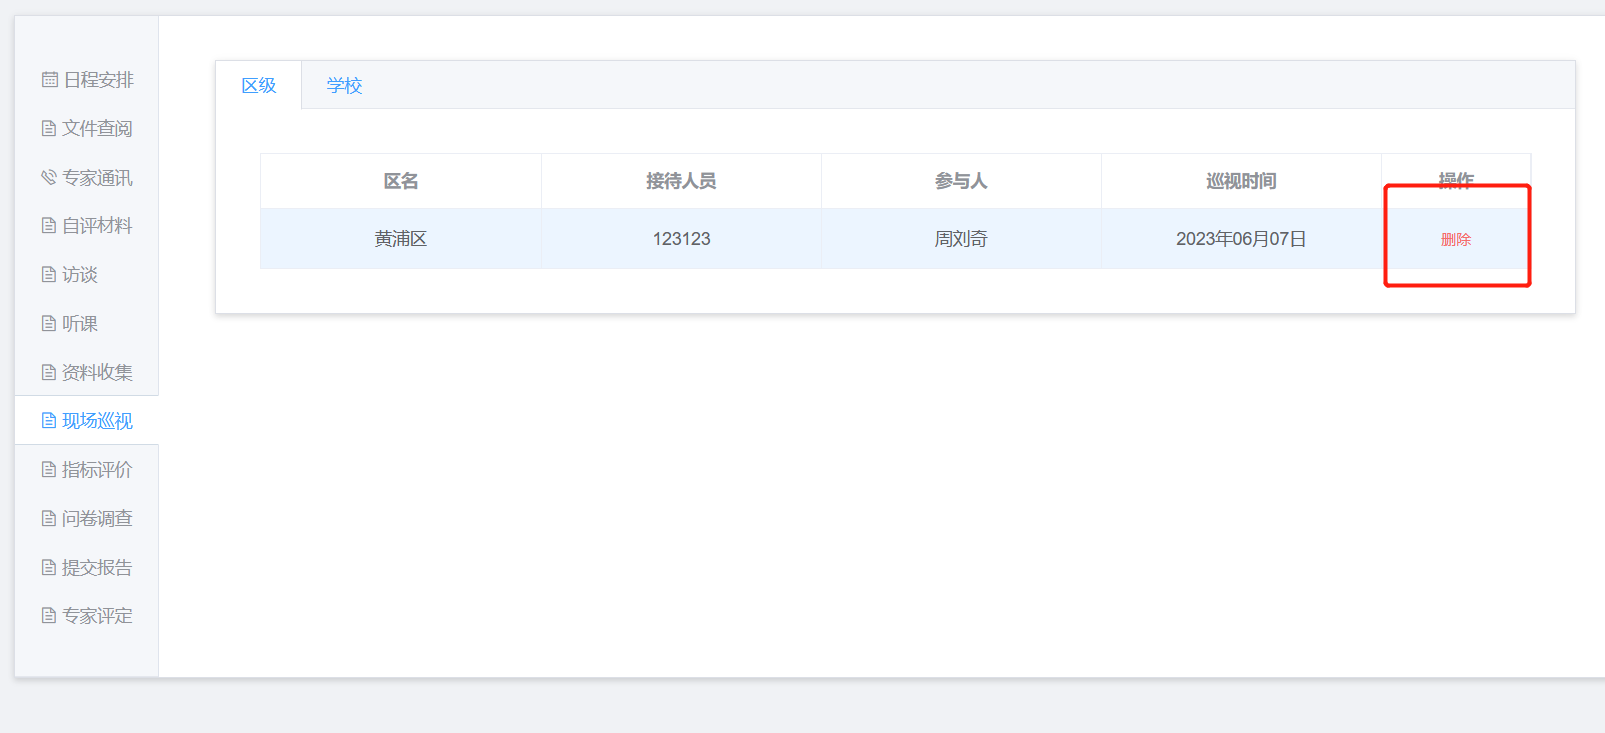 日程安排
文件查阅
专家通讯
自评材料
访谈
听课
资料收集
现场巡视
指标评价
问卷调查
提交报告
专家评定
区级 学校
区名 接待人员 参与人 巡视时间 操作
黄浦区 123123 周刘奇 2023年06月07日 删除